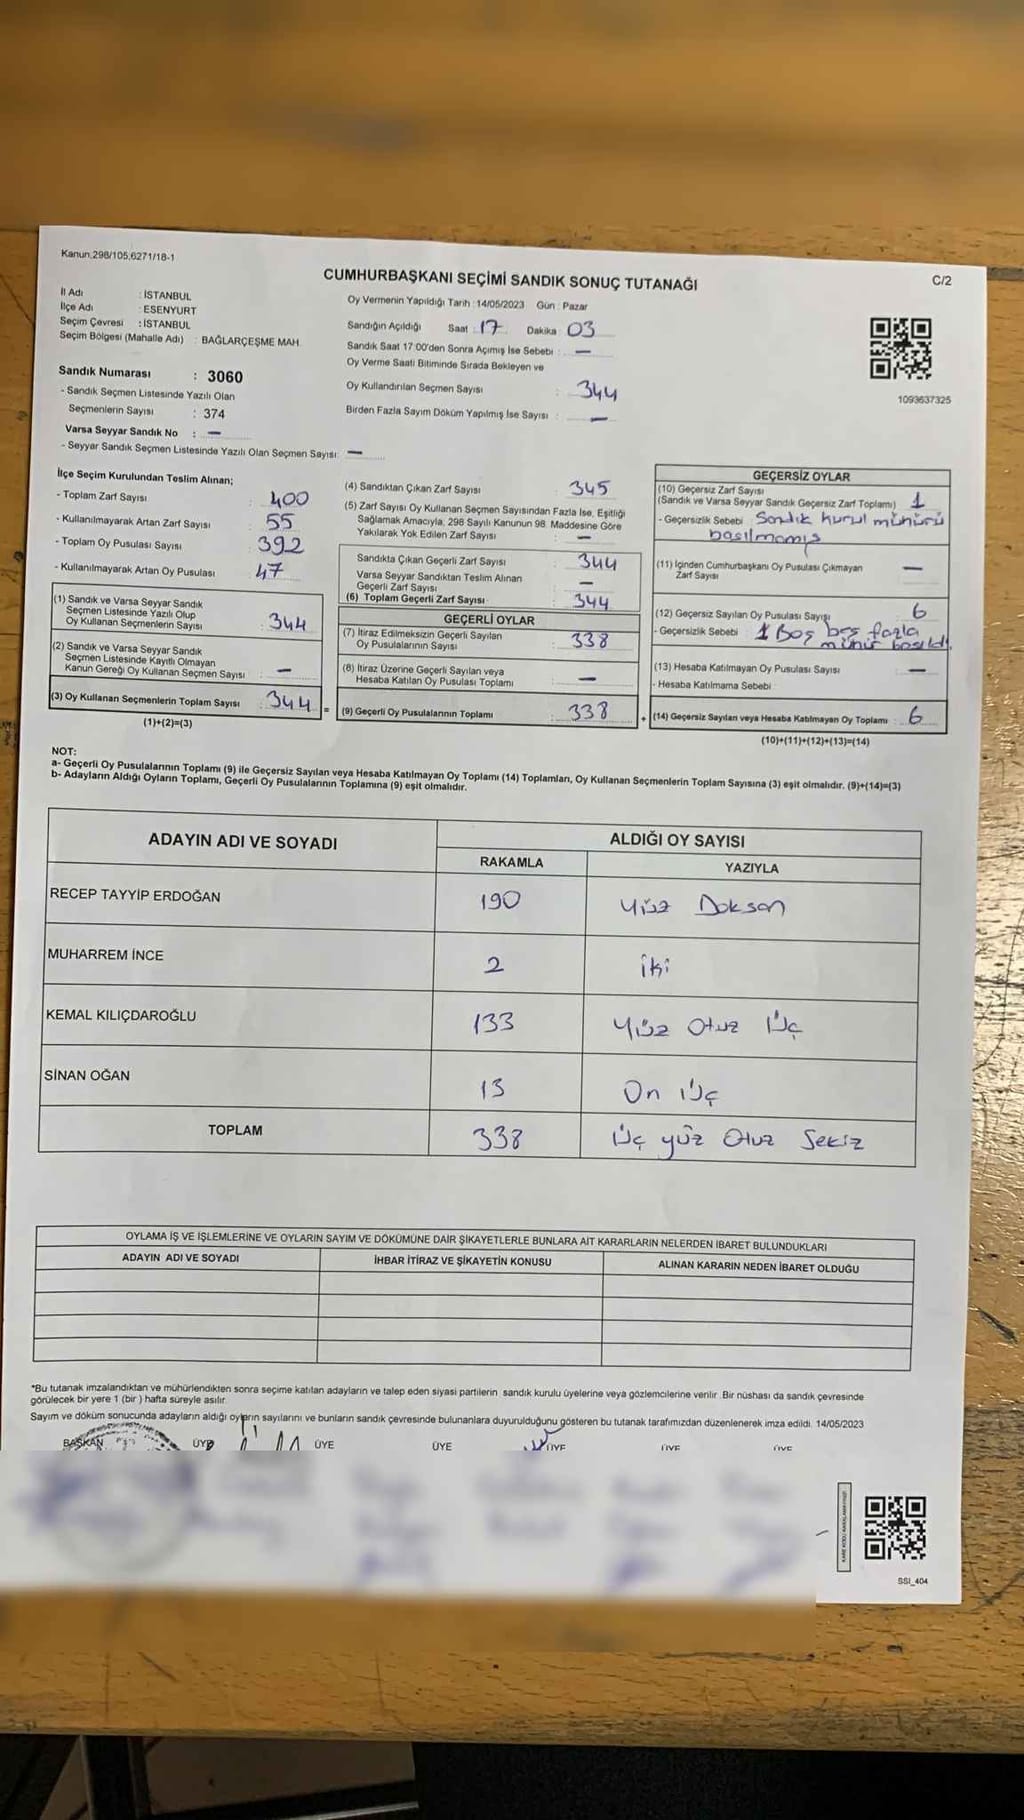 Kanun.298/105,6271/18-1
CUMHURBAŞKANI SEÇİMİ SANDIK SONUÇ TUTANAĞI
C/2
İl Adı : İSTANBUL
İlçe Adı : ESENYURT
Seçim Çevresi : İSTANBUL
Seçim Bölgesi (Mahalle Adı) : BAĞLARÇEŞME MAH.
Sandık Numarası : 3060
- Sandık Seçmen Listesinde Yazılı Olan
Seçmenlerin Sayısı : 374
Varsa Seyyar Sandık No : —
- Seyyar Sandık Seçmen Listesinde Yazılı Olan Seçmen Sayısı: —
Oy Vermenin Yapıldığı Tarih : 14/05/2023 Gün : Pazar
Sandığın Açıldığı Saat : 17 Dakika 03
Sandık Saat 17:00'den Sonra Açımış İse Sebebi : —
Oy Verme Saati Bitiminde Sırada Bekleyen ve
Oy Kullandırılan Seçmen Sayısı : 344
Birden Fazla Sayım Döküm Yapılmış İse Sayısı : —
1093637325
İlçe Seçim Kurulundan Teslim Alınan;
- Toplam Zarf Sayısı : 400
- Kullanılmayarak Artan Zarf Sayısı : 55
- Toplam Oy Pusulası Sayısı : 392
- Kullanılmayarak Artan Oy Pusulası : 47
(1) Sandık ve Varsa Seyyar Sandık
Seçmen Listesinde Yazılı Olup
Oy Kullanan Seçmenlerin Sayısı : 344
(2) Sandık ve Varsa Seyyar Sandık
Seçmen Listesinde Kayıtlı Olmayan
Kanun Gereği Oy Kullanan Seçmen Sayısı : —
(3) Oy Kullanan Seçmenlerin Toplam Sayısı : 344
(1)+(2)=(3)
(4) Sandıktan Çıkan Zarf Sayısı : 345
(5) Zarf Sayısı Oy Kullanan Seçmen Sayısından Fazla İse, Eşitliği
Sağlamak Amacıyla, 298 Sayılı Kanunun 98. Maddesine Göre
Yakılarak Yok Edilen Zarf Sayısı : —
Sandıkta Çıkan Geçerli Zarf Sayısı : 344
Varsa Seyyar Sandıktan Teslim Alınan
Geçerli Zarf Sayısı : —
(6) Toplam Geçerli Zarf Sayısı : 344
GEÇERLİ OYLAR
(7) İtiraz Edilmeksizin Geçerli Sayılan
Oy Pusulalarının Sayısı : 338
(8) İtiraz Üzerine Geçerli Sayılan veya
Hesaba Katılan Oy Pusulası Toplamı : —
(9) Geçerli Oy Pusulalarının Toplamı : 338
=
+
GEÇERSİZ OYLAR
(10) Geçersiz Zarf Sayısı
(Sandık ve Varsa Seyyar Sandık Geçersiz Zarf Toplamı) : 1
- Geçersizlik Sebebi : Sandık kurul mühürü
basılmamış
(11) İçinden Cumhurbaşkanı Oy Pusulası Çıkmayan
Zarf Sayısı —
(12) Geçersiz Sayılan Oy Pusulası Sayısı : 6
- Geçersizlik Sebebi : 1 Boş beş fazla
mühür basıldı.
(13) Hesaba Katılmayan Oy Pusulası Sayısı : —
- Hesaba Katılmama Sebebi :
(14) Geçersiz Sayılan veya Hesaba Katılmayan Oy Toplamı : 6
(10)+(11)+(12)+(13)=(14)
NOT:
a- Geçerli Oy Pusulalarının Toplamı (9) ile Geçersiz Sayılan veya Hesaba Katılmayan Oy Toplamı (14) Toplamları, Oy Kullanan Seçmenlerin Toplam Sayısına (3) eşit olmalıdır. (9)+(14)=(3)
b- Adayların Aldığı Oyların Toplamı, Geçerli Oy Pusulalarının Toplamına (9) eşit olmalıdır.
ADAYIN ADI VE SOYADI
ALDIĞI OY SAYISI
RAKAMLA YAZIYLA
RECEP TAYYİP ERDOĞAN 190 Yüz Doksan
MUHARREM İNCE 2 İki
KEMAL KILIÇDAROĞLU 133 Yüz Otuz Üç
SİNAN OĞAN 13 On Üç
TOPLAM 338 Üç yüz Otuz Sekiz
OYLAMA İŞ VE İŞLEMLERİNE VE OYLARIN SAYIM VE DÖKÜMÜNE DAİR ŞİKAYETLERLE BUNLARA AİT KARARLARIN NELERDEN İBARET BULUNDUKLARI
ADAYIN ADI VE SOYADI İHBAR İTİRAZ VE ŞİKAYETİN KONUSU ALINAN KARARIN NEDEN İBARET OLDUĞU
*Bu tutanak imzalandıktan ve mühürlendikten sonra seçime katılan adayların ve talep eden siyasi partilerin sandık kurulu üyelerine veya gözlemcilerine verilir. Bir nüshası da sandık çevresinde
görülecek bir yere 1 (bir ) hafta süreyle asılır.
Sayım ve döküm sonucunda adayların aldığı oyların sayılarını ve bunların sandık çevresinde bulunanlara duyurulduğunu gösteren bu tutanak tarafımızdan düzenlenerek imza edildi. 14/05/2023
BAŞKAN ÜYE ÜYE ÜYE ÜYE ÜYE ÜYE
SSI_404